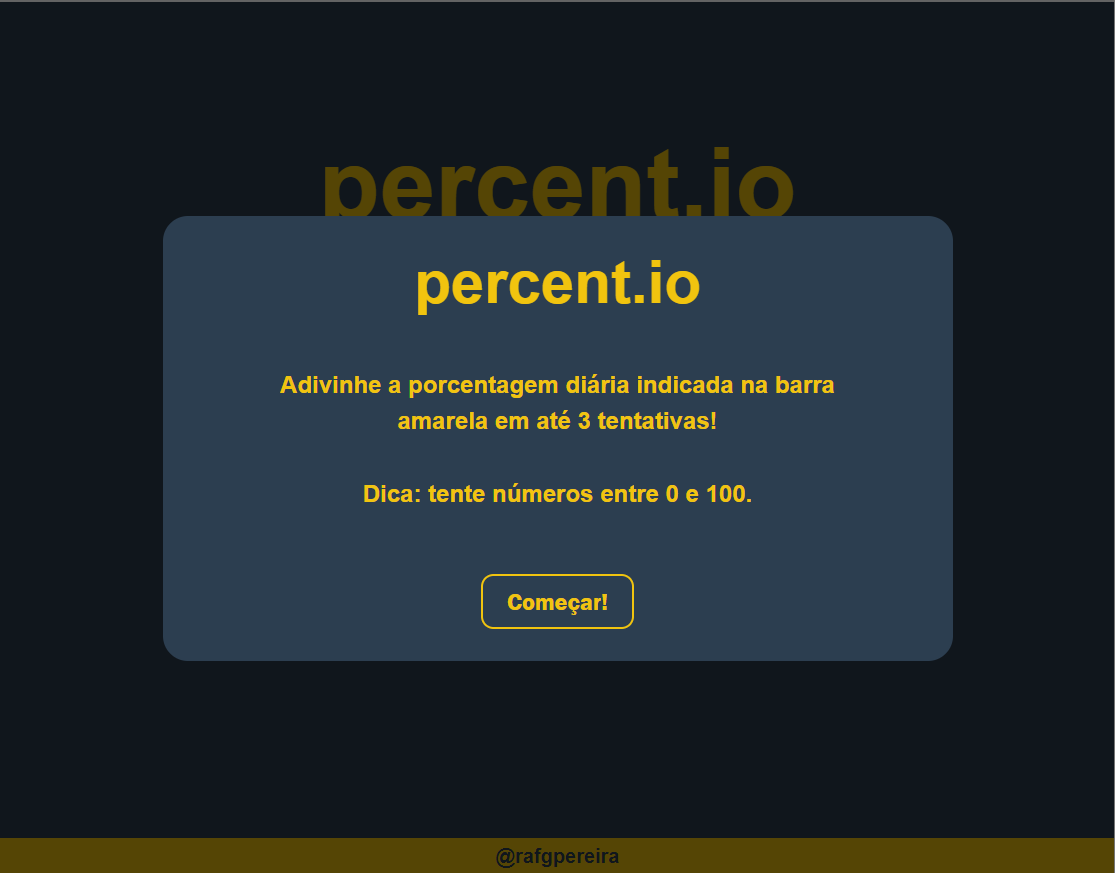 percent.io
percent.io
Adivinhe a porcentagem diária indicada na barra
amarela em até 3 tentativas!
Dica: tente números entre 0 e 100.
Começar!
@rafgpereira